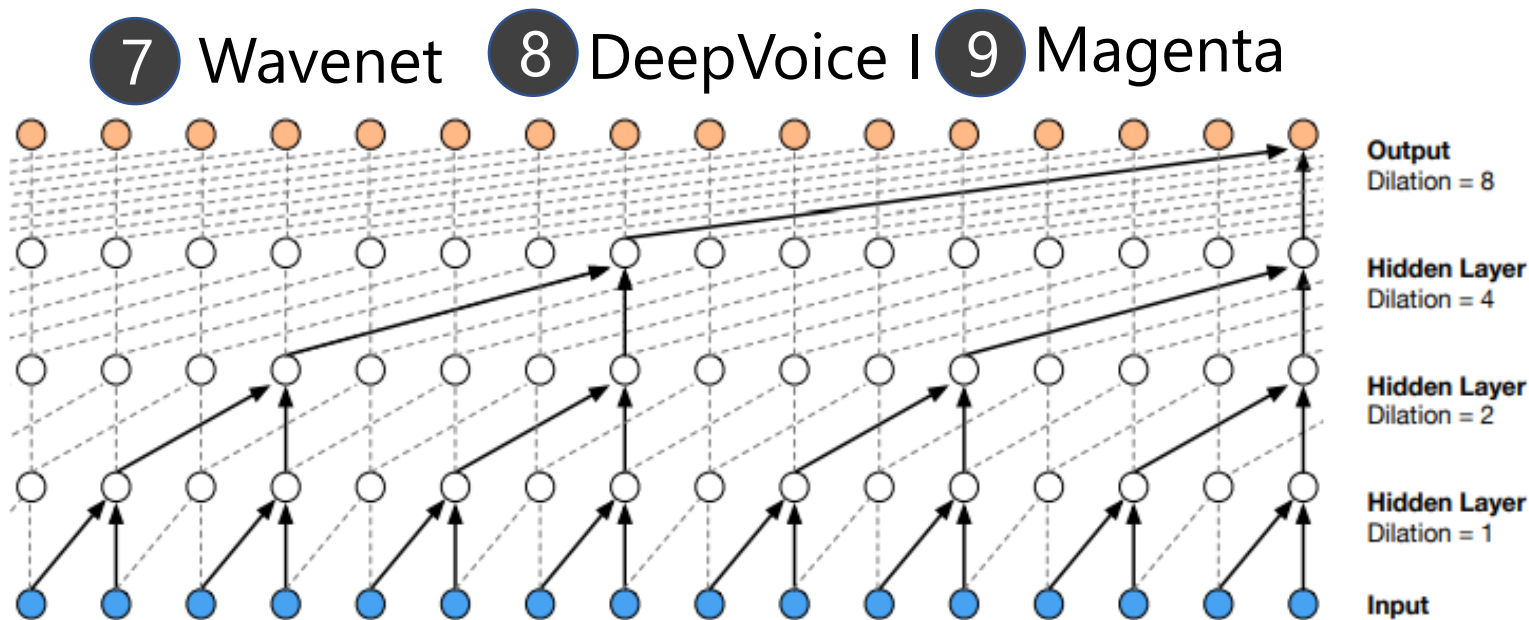 7 Wavenet 8 DeepVoice I 9 Magenta
Output
Dilation = 8
Hidden Layer
Dilation = 4
Hidden Layer
Dilation = 2
Hidden Layer
Dilation = 1
Input